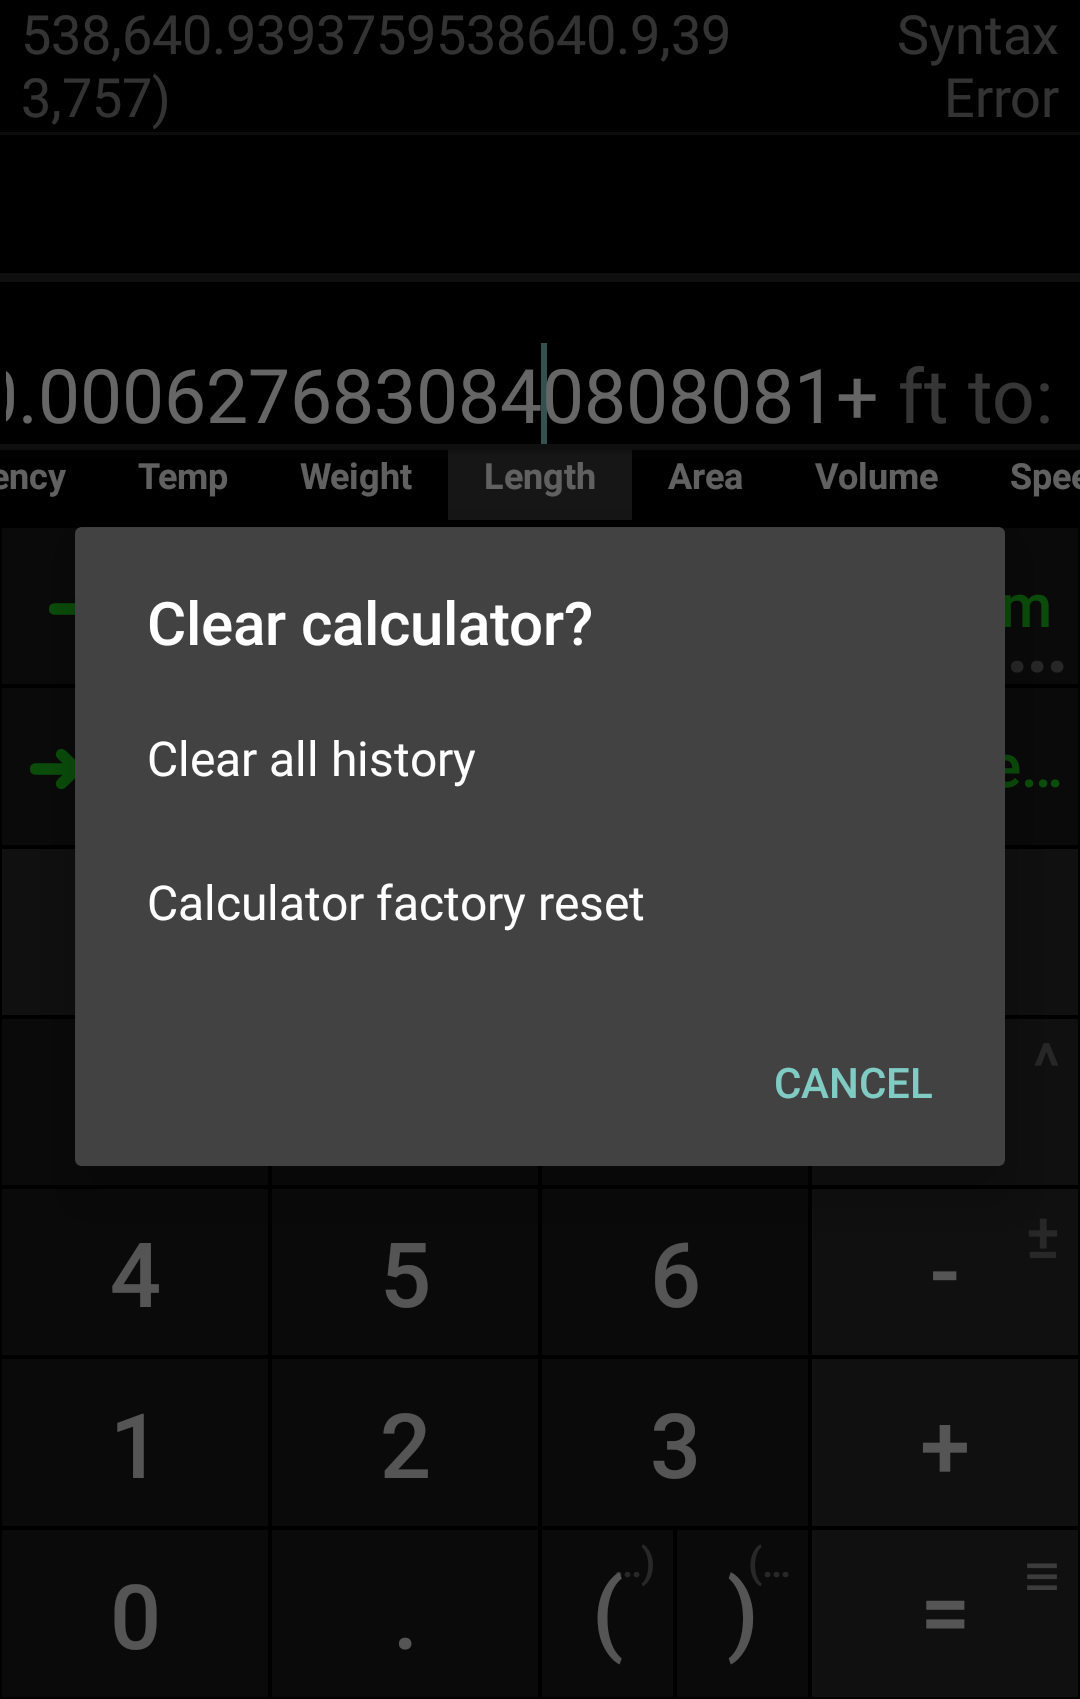 538,640.9393759538640.9,39 Syntax
3,757) Error
.0006276830840808081+ ft to:
ency Temp Weight Length Area Volume Spee
m
...
e...
Clear calculator?
Clear all history
Calculator factory reset
CANCEL
^
±
4 5 6 -
1 2 3 +
..) (... ≡
0 . ( ) =